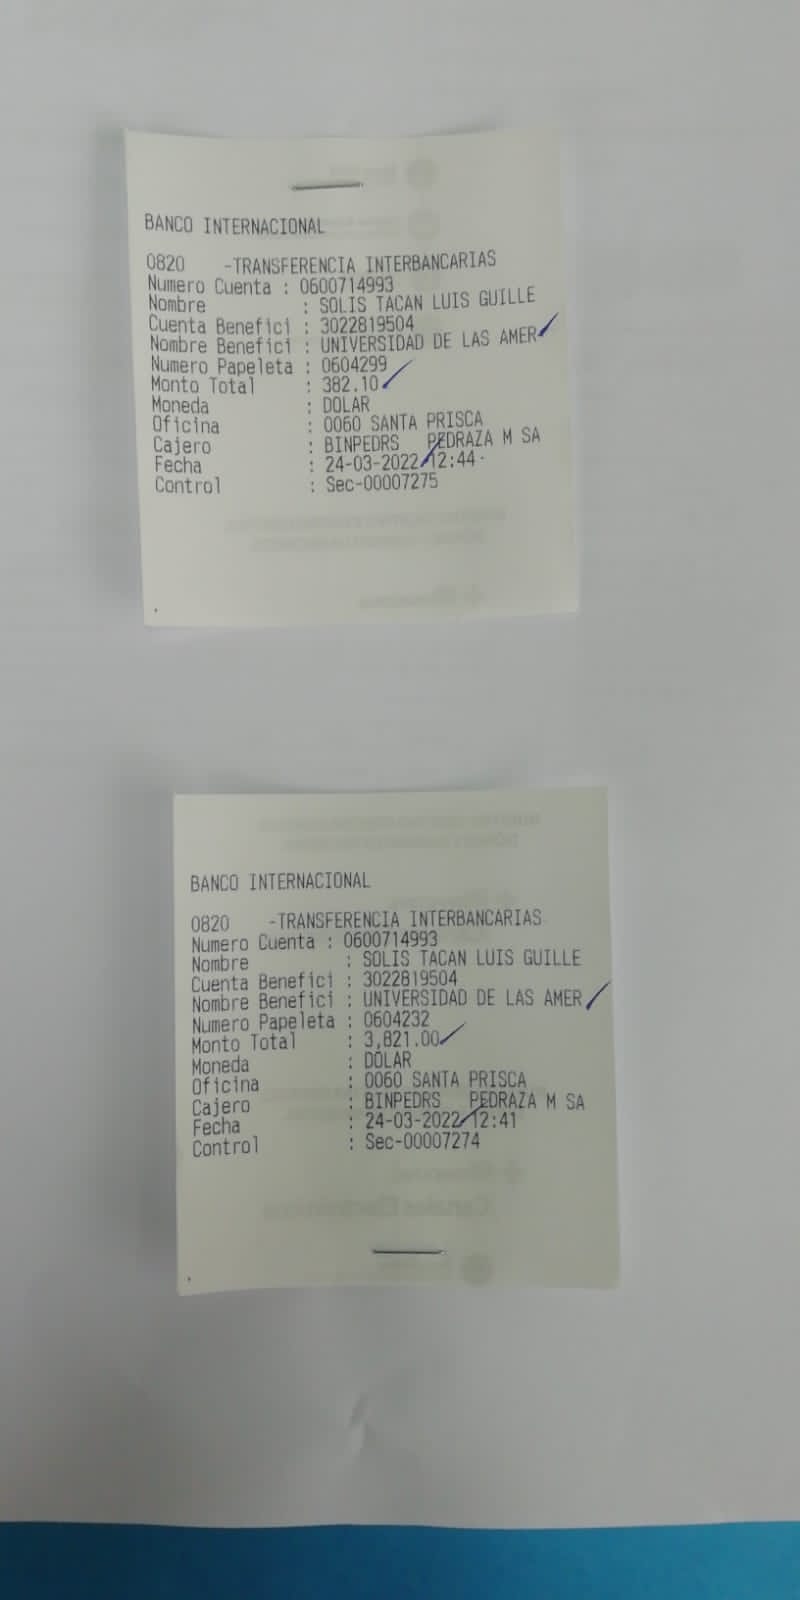 BANCO INTERNACIONAL
0820 -TRANSFERENCIA INTERBANCARIAS
Numero Cuenta : 0600714993
Nombre : SOLIS TACAN LUIS GUILLE
Cuenta Benefici : 3022819504
Nombre Benefici : UNIVERSIDAD DE LAS AMER
Numero Papeleta : 0604299
Monto Total : 382.10
Moneda : DOLAR
Oficina : 0060 SANTA PRISCA
Cajero : BINPEDRS PEDRAZA M SA
Fecha : 24-03-2022 12:44
Control : Sec-00007275
BANCO INTERNACIONAL
0820 -TRANSFERENCIA INTERBANCARIAS
Numero Cuenta : 0600714993
Nombre : SOLIS TACAN LUIS GUILLE
Cuenta Benefici : 3022819504
Nombre Benefici : UNIVERSIDAD DE LAS AMER
Numero Papeleta : 0604232
Monto Total : 3,821.00
Moneda : DOLAR
Oficina : 0060 SANTA PRISCA
Cajero : BINPEDRS PEDRAZA M SA
Fecha : 24-03-2022 12:41
Control : Sec-00007274